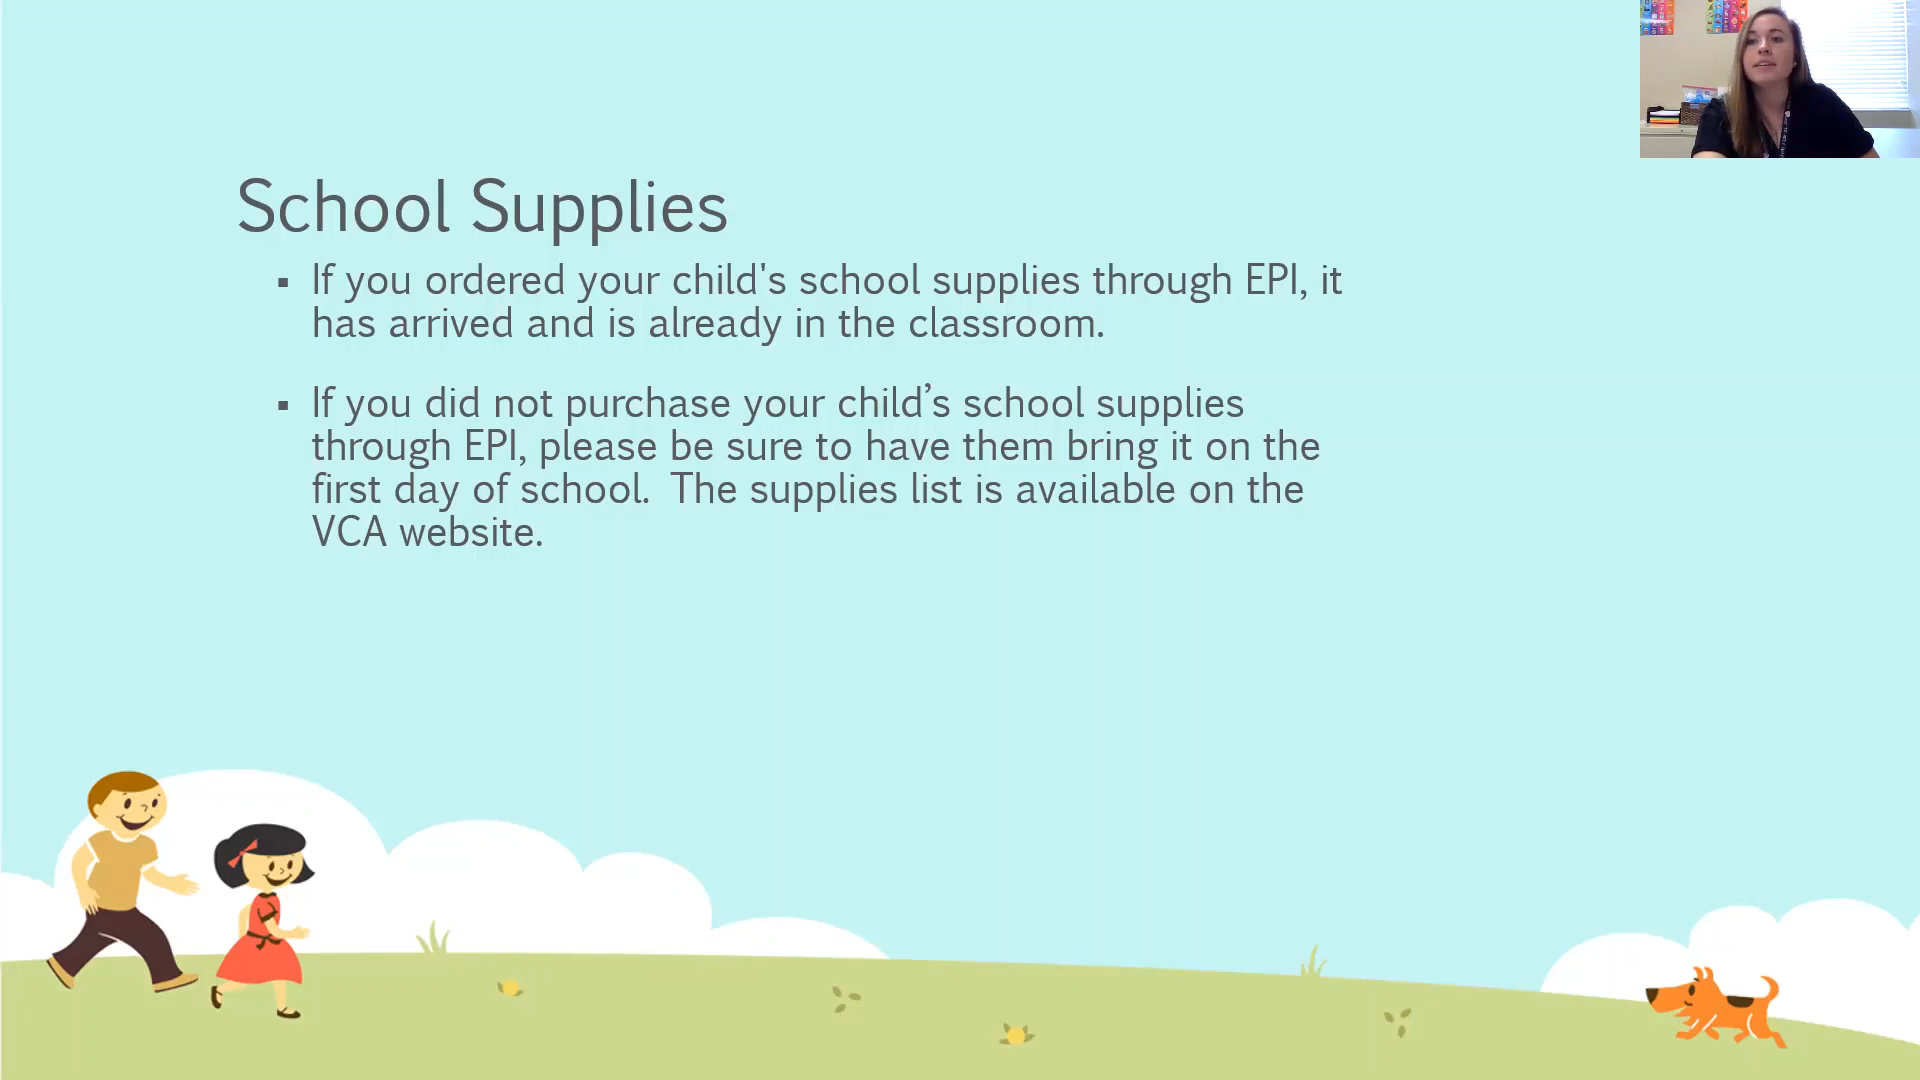 School Supplies
▪ If you ordered your child's school supplies through EPI, it
has arrived and is already in the classroom.
▪ If you did not purchase your child’s school supplies
through EPI, please be sure to have them bring it on the
first day of school.  The supplies list is available on the
VCA website.